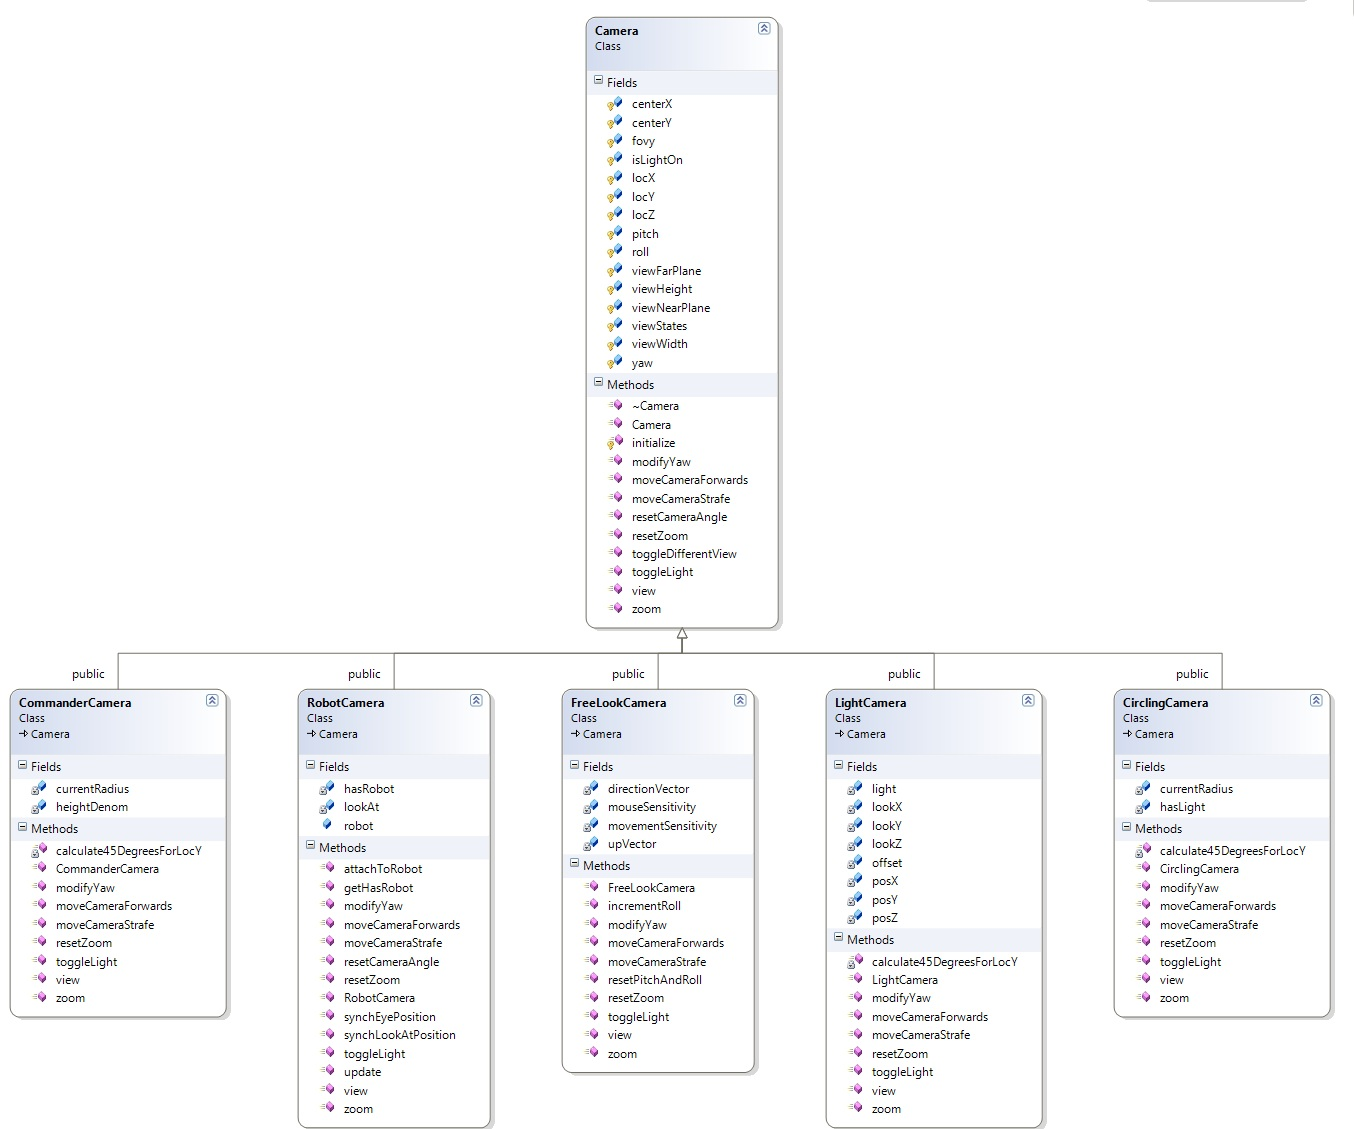 Camera
Class
Fields
centerX
centerY
fovy
isLightOn
locX
locY
locZ
pitch
roll
viewFarPlane
viewHeight
viewNearPlane
viewStates
viewWidth
yaw
Methods
~Camera
Camera
initialize
modifyYaw
moveCameraForwards
moveCameraStrafe
resetCameraAngle
resetZoom
toggleDifferentView
toggleLight
view
zoom
public
CommanderCamera
Class
Camera
Fields
currentRadius
heightDenom
Methods
calculate45DegreesForLocY
CommanderCamera
modifyYaw
moveCameraForwards
moveCameraStrafe
resetZoom
toggleLight
view
zoom
public
RobotCamera
Class
Camera
Fields
hasRobot
lookAt
robot
Methods
attachToRobot
getHasRobot
modifyYaw
moveCameraForwards
moveCameraStrafe
resetCameraAngle
resetZoom
RobotCamera
synchEyePosition
synchLookAtPosition
toggleLight
update
view
zoom
public
FreeLookCamera
Class
Camera
Fields
directionVector
mouseSensitivity
movementSensitivity
upVector
Methods
FreeLookCamera
incrementRoll
modifyYaw
moveCameraForwards
moveCameraStrafe
resetPitchAndRoll
resetZoom
toggleLight
view
zoom
public
LightCamera
Class
Camera
Fields
light
lookX
lookY
lookZ
offset
posX
posY
posZ
Methods
calculate45DegreesForLocY
LightCamera
modifyYaw
moveCameraForwards
moveCameraStrafe
resetZoom
toggleLight
view
zoom
public
CirclingCamera
Class
Camera
Fields
currentRadius
hasLight
Methods
calculate45DegreesForLocY
CirclingCamera
modifyYaw
moveCameraForwards
moveCameraStrafe
resetZoom
toggleLight
view
zoom